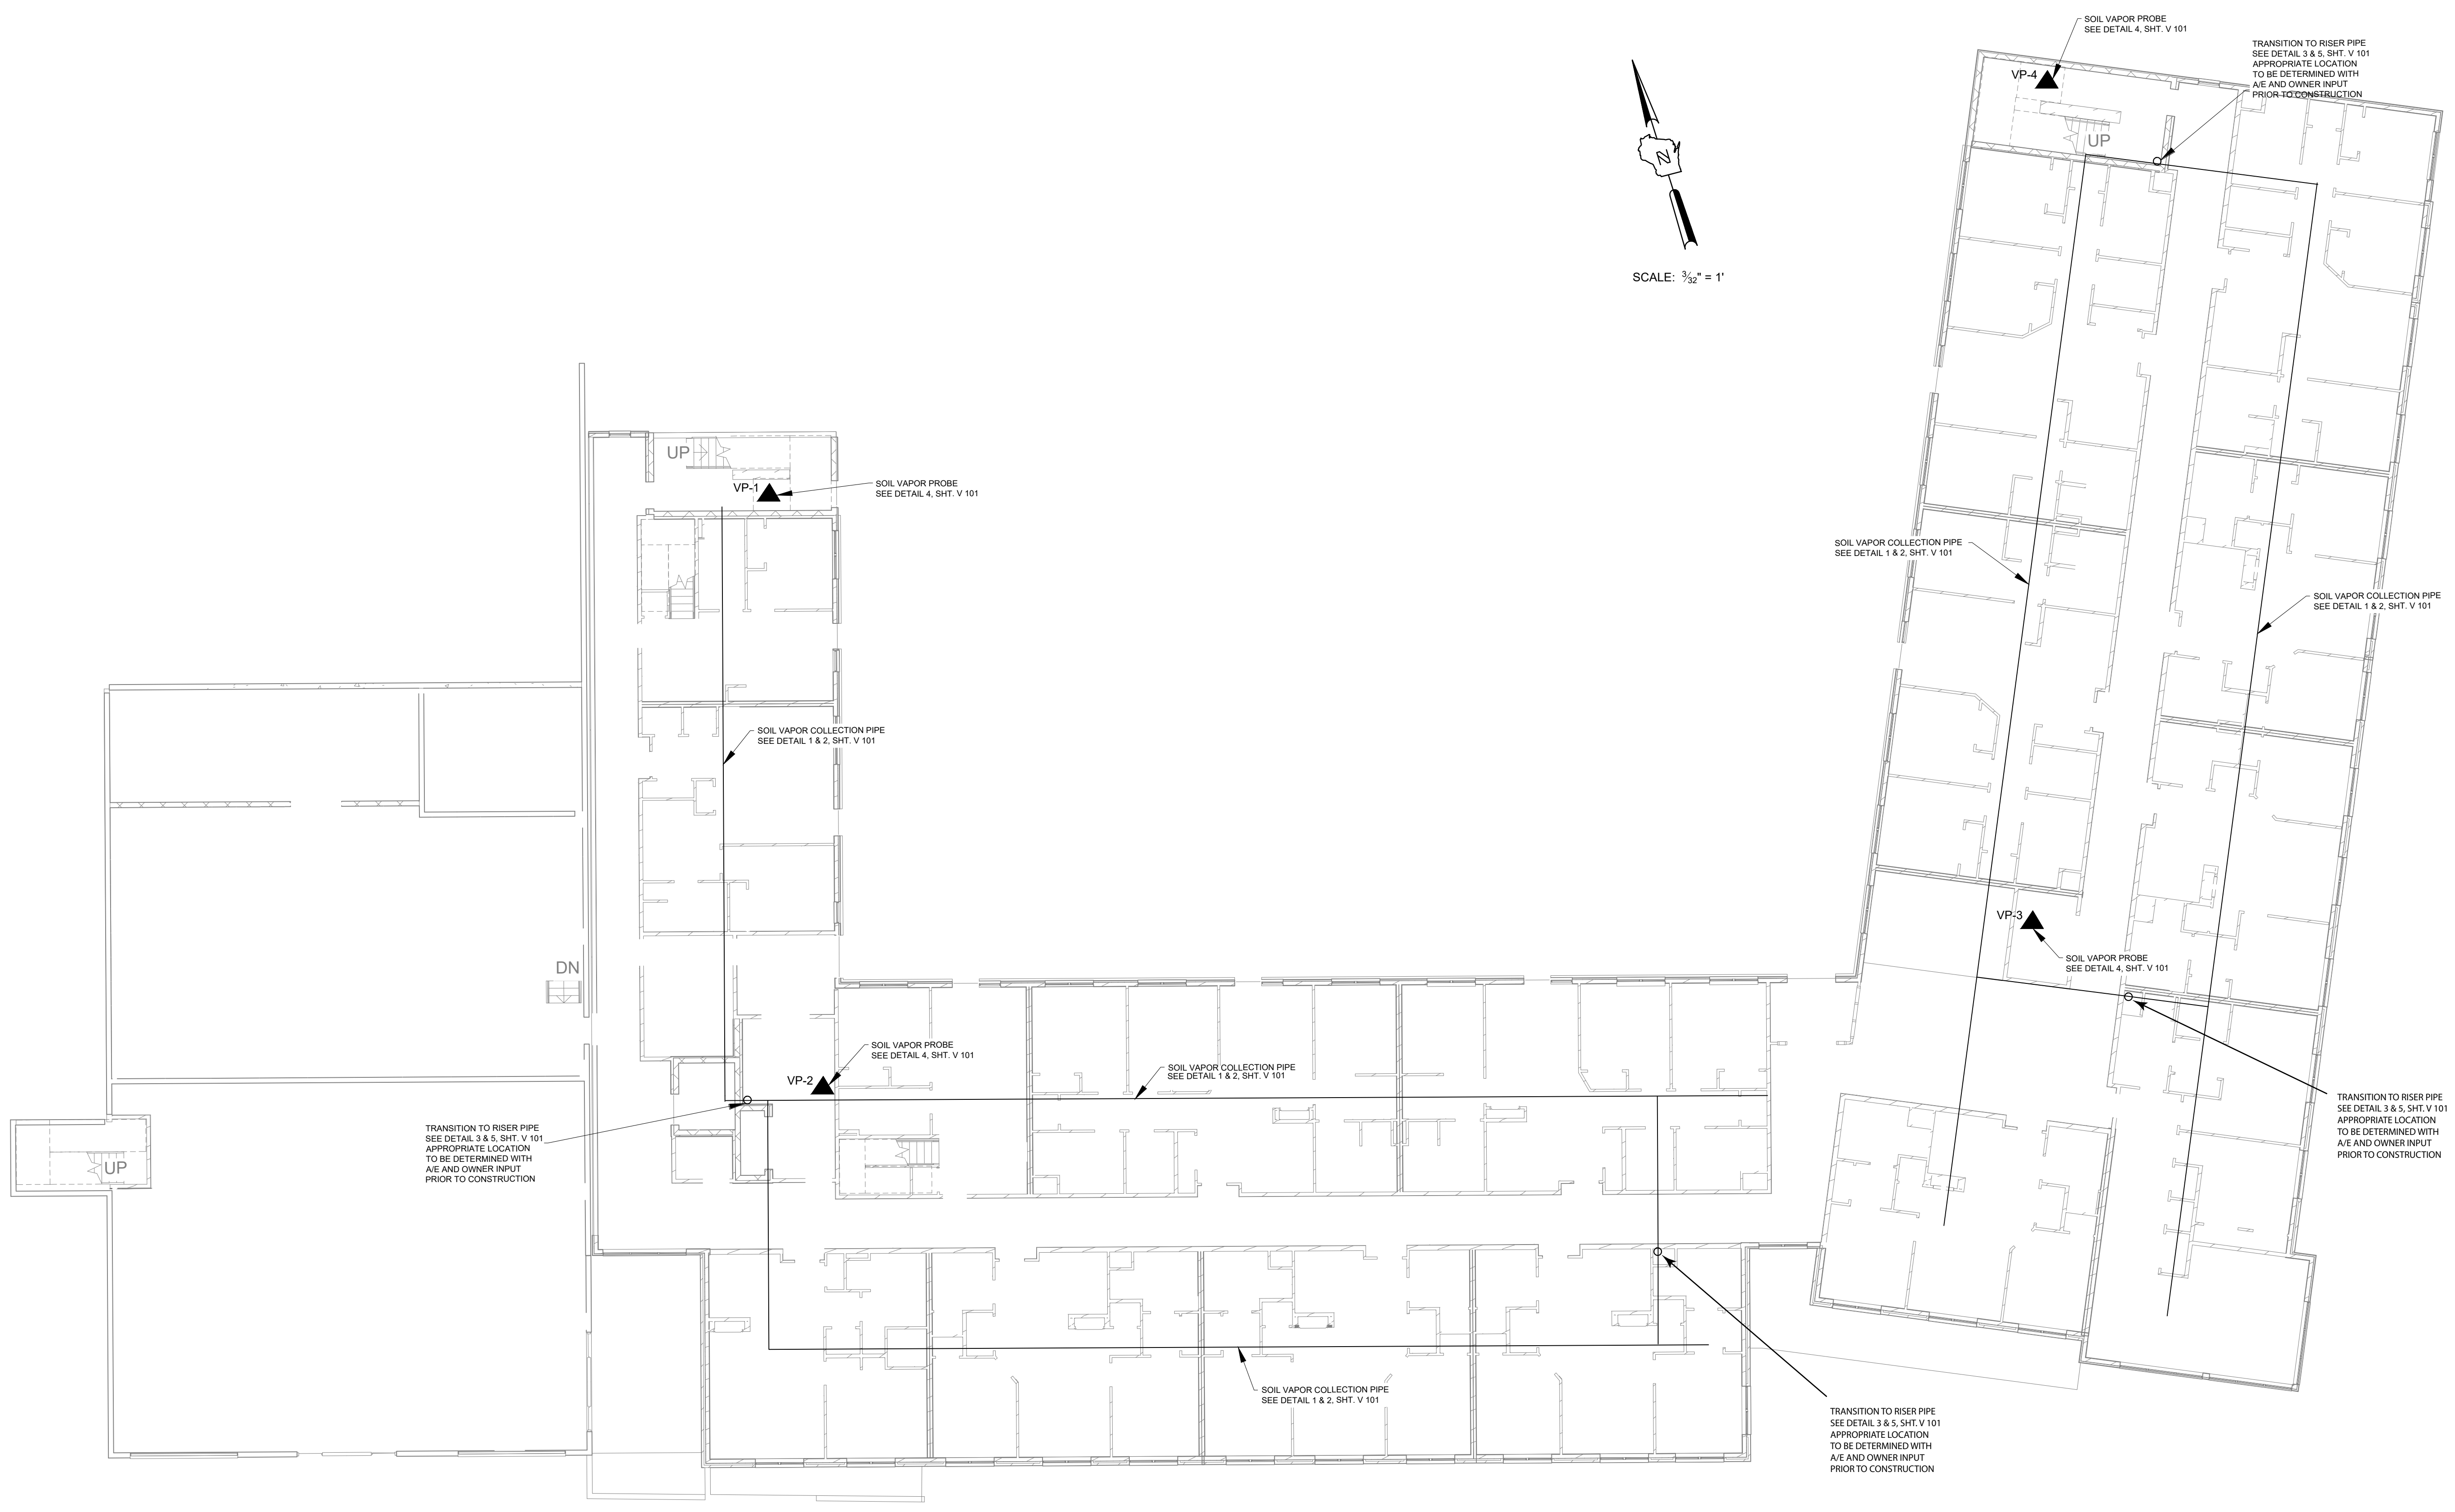 SOIL VAPOR PROBE
SEE DETAIL 4, SHT. V 101
TRANSITION TO RISER PIPE
SEE DETAIL 3 & 5, SHT. V 101
APPROPRIATE LOCATION
TO BE DETERMINED WITH
A/E AND OWNER INPUT
PRIOR TO CONSTRUCTION
VP-4
UP
N
SCALE: 3/32" = 1'
UP
VP-1
SOIL VAPOR PROBE
SEE DETAIL 4, SHT. V 101
SOIL VAPOR COLLECTION PIPE
SEE DETAIL 1 & 2, SHT. V 101
SOIL VAPOR COLLECTION PIPE
SEE DETAIL 1 & 2, SHT. V 101
SOIL VAPOR COLLECTION PIPE
SEE DETAIL 1 & 2, SHT. V 101
VP-3
SOIL VAPOR PROBE
SEE DETAIL 4, SHT. V 101
DN
SOIL VAPOR PROBE
SEE DETAIL 4, SHT. V 101
VP-2
SOIL VAPOR COLLECTION PIPE
SEE DETAIL 1 & 2, SHT. V 101
TRANSITION TO RISER PIPE
SEE DETAIL 3 & 5, SHT. V 101
APPROPRIATE LOCATION
TO BE DETERMINED WITH
A/E AND OWNER INPUT
PRIOR TO CONSTRUCTION
TRANSITION TO RISER PIPE
SEE DETAIL 3 & 5, SHT. V 101
APPROPRIATE LOCATION
TO BE DETERMINED WITH
A/E AND OWNER INPUT
PRIOR TO CONSTRUCTION
UP
SOIL VAPOR COLLECTION PIPE
SEE DETAIL 1 & 2, SHT. V 101
TRANSITION TO RISER PIPE
SEE DETAIL 3 & 5, SHT. V 101
APPROPRIATE LOCATION
TO BE DETERMINED WITH
A/E AND OWNER INPUT
PRIOR TO CONSTRUCTION